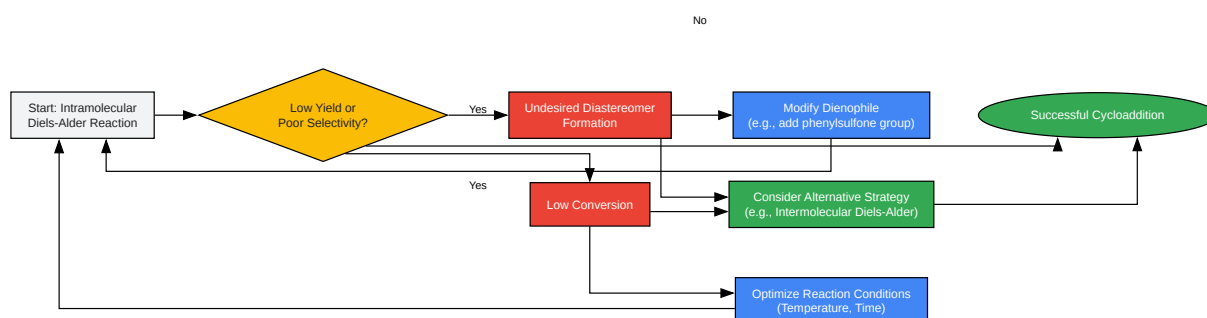 No
Start: Intramolecular
Diels-Alder Reaction
Low Yield or
Poor Selectivity?
Yes
Undesired Diastereomer
Formation
Modify Dienophile
(e.g., add phenylsulfone group)
Successful Cycloaddition
Yes
Low Conversion
Consider Alternative Strategy
(e.g., Intermolecular Diels-Alder)
Optimize Reaction Conditions
(Temperature, Time)